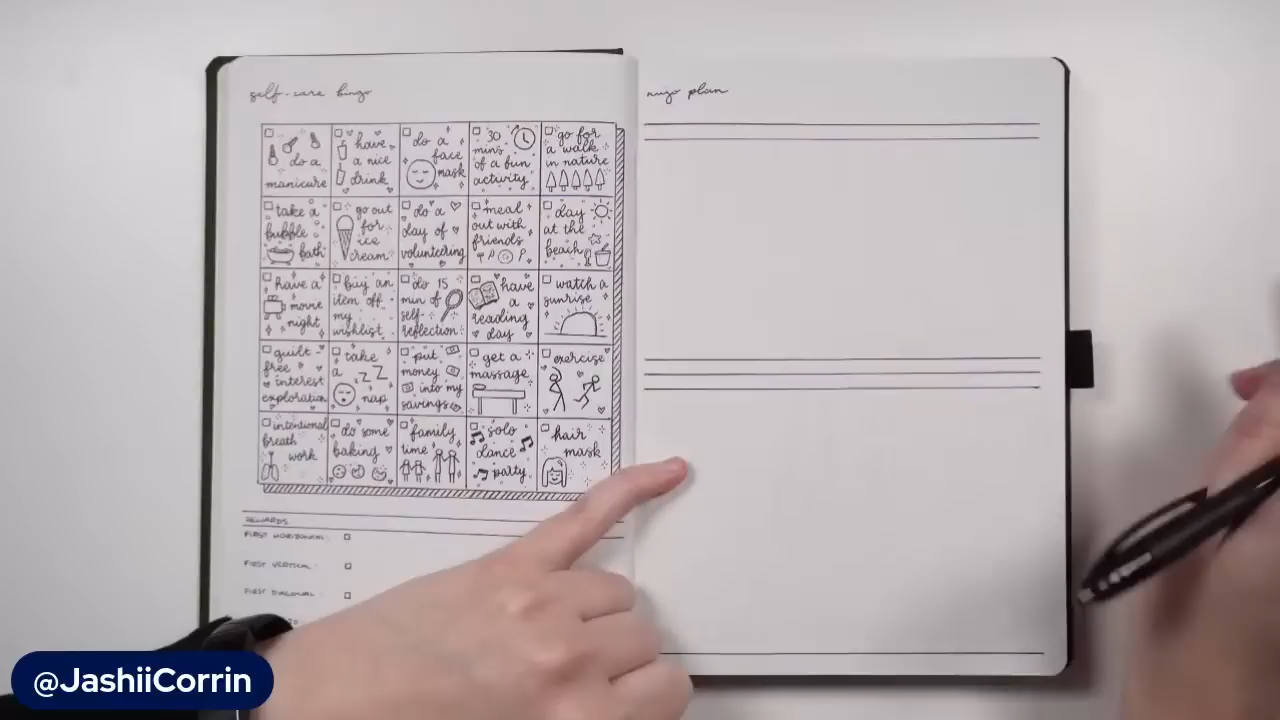 self-care bingo
do a
manicure
have
a nice
drink
do a
face
mask
30
mins
of a fun
activity
go for
a walk
in nature
take a
bubble
bath
go out
for
ice
cream
do a
day of
volunteering
meal
out with
friends
day
at the
beach
have a
movie
night
buy an
item off
my
wishlist
do 15
min of
self-
reflection
have
a
reading
day
watch a
sunrise
guilt-
free
interest
exploration
take
a
Z Z Z
nap
put
money
into my
savings
get a
massage
exercise
intentional
breath
work
do some
baking
family
time
solo
dance
party
hair
mask
REWARDS
FIRST HORIZONTAL:
FIRST VERTICAL:
FIRST DIAGONAL:
plan
@JashiiCorrin